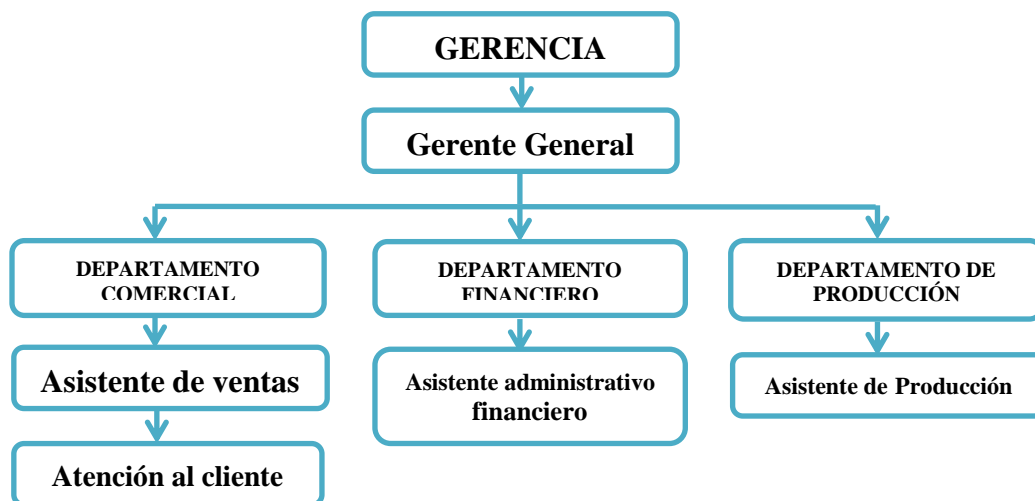 GERENCIA
Gerente General
DEPARTAMENTO
COMERCIAL
DEPARTAMENTO
FINANCIERO
DEPARTAMENTO DE
PRODUCCIÓN
Asistente de ventas
Asistente administrativo
financiero
Asistente de Producción
Atención al cliente